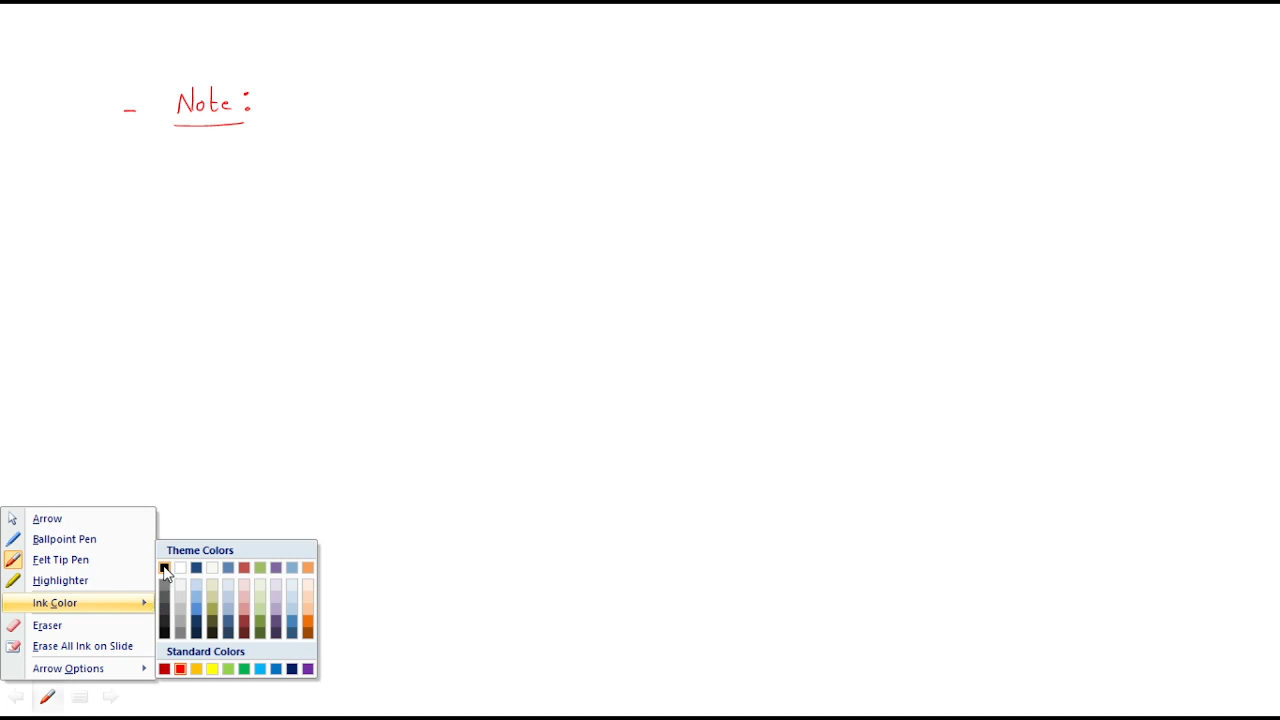 - Note:
Arrow
Ballpoint Pen
Felt Tip Pen
Highlighter
Ink Color
Eraser
Erase All Ink on Slide
Arrow Options
Theme Colors
Standard Colors